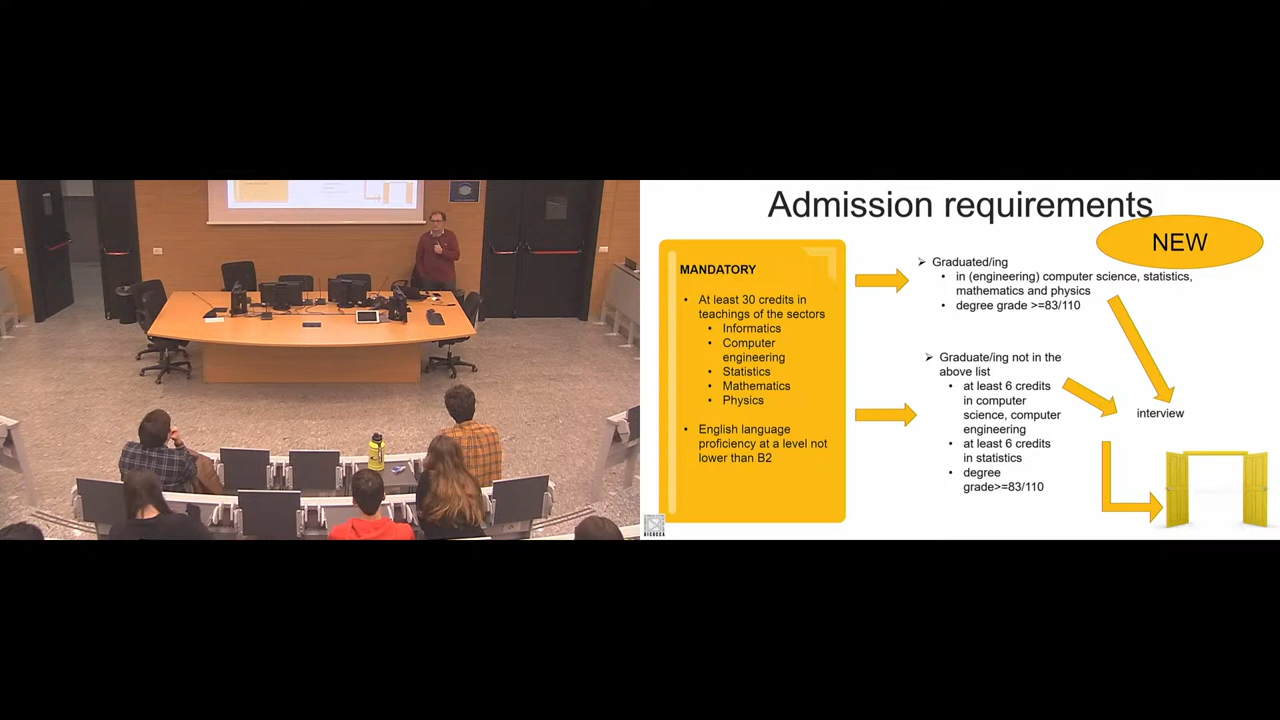 Admission requirements
NEW
MANDATORY
• At least 30 credits in
teachings of the sectors
• Informatics
• Computer
engineering
• Statistics
• Mathematics
• Physics
• English language
proficiency at a level not
lower than B2
➢ Graduated/ing
• in (engineering) computer science, statistics,
mathematics and physics
• degree grade >=83/110
➢ Graduate/ing not in the
above list
• at least 6 credits
in computer
science, computer
engineering
• at least 6 credits
in statistics
• degree
grade>=83/110
interview
BICOCCA